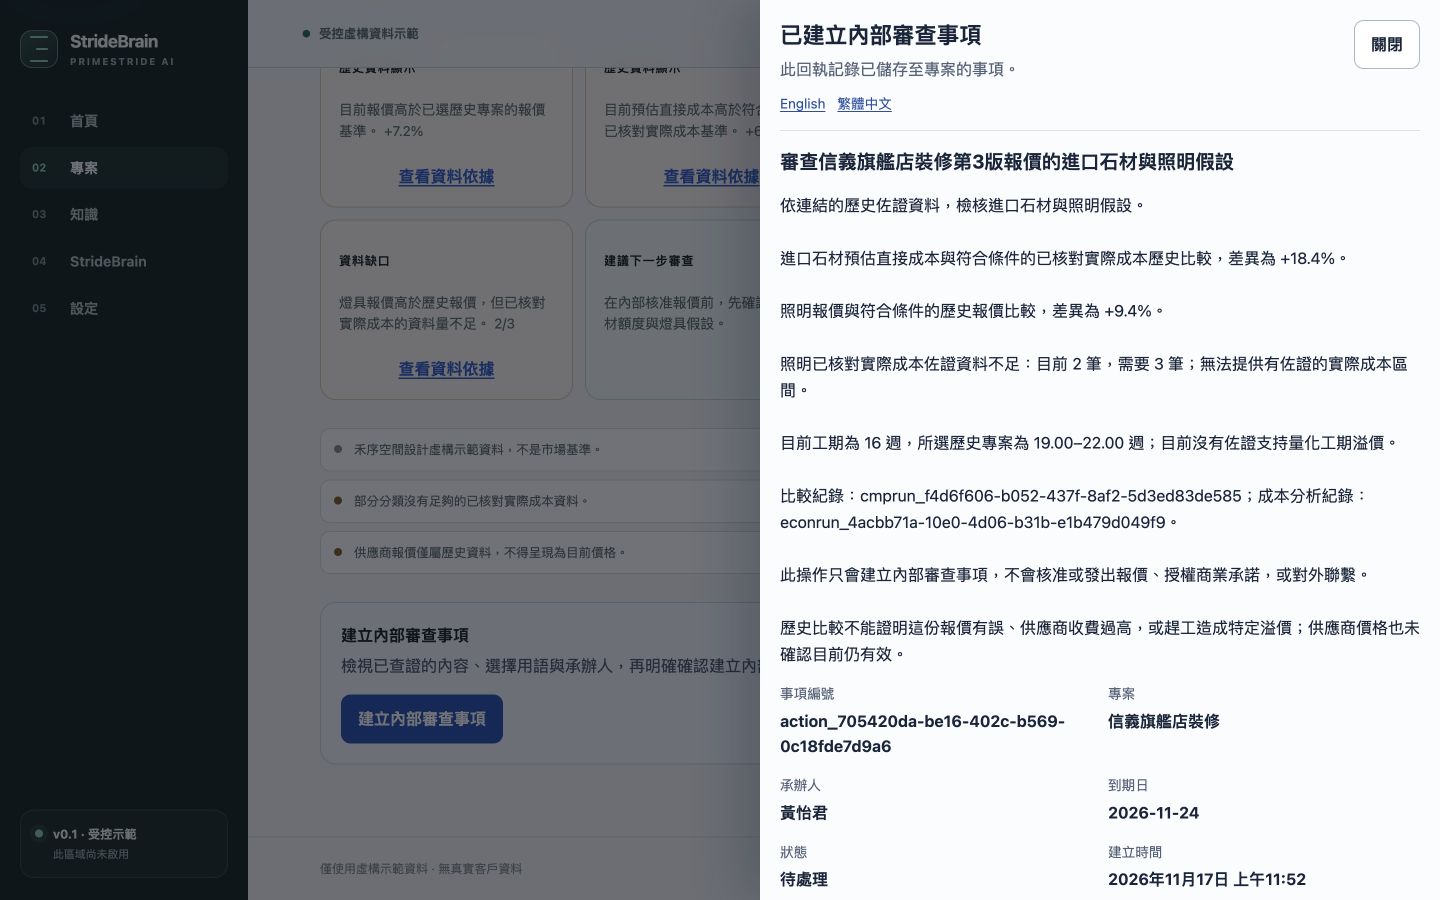 StrideBrain
PRIMESTRIDE AI
01 首頁
02 專案
03 知識
04 StrideBrain
05 設定
v0.1 · 受控示範
此區域尚未啟用
受控虛構資料示範
目前報價高於已選歷史專案的報價
基準。 +7.2%
查看資料依據
目前預估直接成本高於符合
已核對實際成本基準。 +6
查看資料依據
資料缺口
燈具報價高於歷史報價，但已核對
實際成本的資料量不足。 2/3
查看資料依據
建議下一步審查
在內部核准報價前，先確認
材額度與燈具假設。
禾序空間設計虛構示範資料，不是市場基準。
部分分類沒有足夠的已核對實際成本資料。
供應商報價僅屬歷史資料，不得呈現為目前價格。
建立內部審查事項
檢視已查證的內容、選擇用語與承辦人，再明確確認建立內
建立內部審查事項
僅使用虛構示範資料 · 無真實客戶資料
已建立內部審查事項
關閉
此回執記錄已儲存至專案的事項。
English 繁體中文
審查信義旗艦店裝修第3版報價的進口石材與照明假設
依連結的歷史佐證資料，檢核進口石材與照明假設。
進口石材預估直接成本與符合條件的已核對實際成本歷史比較，差異為 +18.4%。
照明報價與符合條件的歷史報價比較，差異為 +9.4%。
照明已核對實際成本佐證資料不足：目前 2 筆，需要 3 筆；無法提供有佐證的實際成本區
間。
目前工期為 16 週，所選歷史專案為 19.00–22.00 週；目前沒有佐證支持量化工期溢價。
比較紀錄：cmprun_f4d6f606-b052-437f-8af2-5d3ed83de585；成本分析紀錄：
econrun_4acbb71a-10e0-4d06-b31b-e1b479d049f9。
此操作只會建立內部審查事項，不會核准或發出報價、授權商業承諾，或對外聯繫。
歷史比較不能證明這份報價有誤、供應商收費過高，或趕工造成特定溢價；供應商價格也未
確認目前仍有效。
事項編號
action_705420da-be16-402c-b569-
0c18fde7d9a6
專案
信義旗艦店裝修
承辦人
黃怡君
到期日
2026-11-24
狀態
待處理
建立時間
2026年11月17日 上午11:52